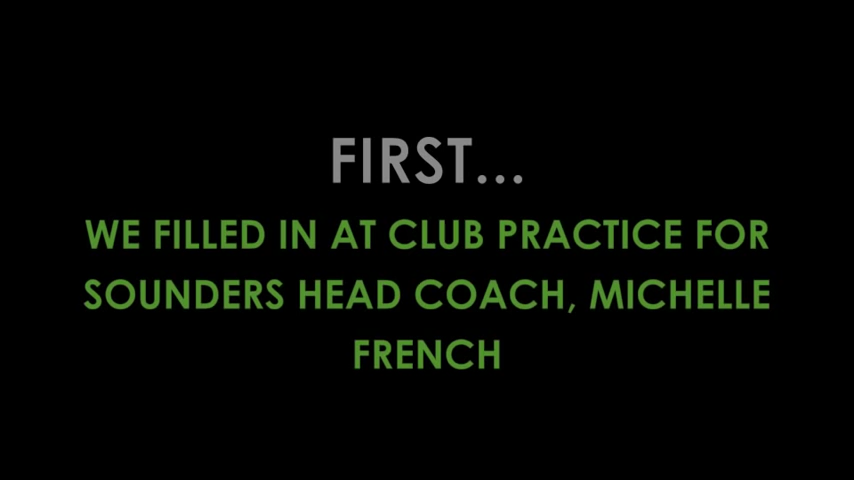 FIRST...
WE FILLED IN AT CLUB PRACTICE FOR
SOUNDERS HEAD COACH, MICHELLE
FRENCH